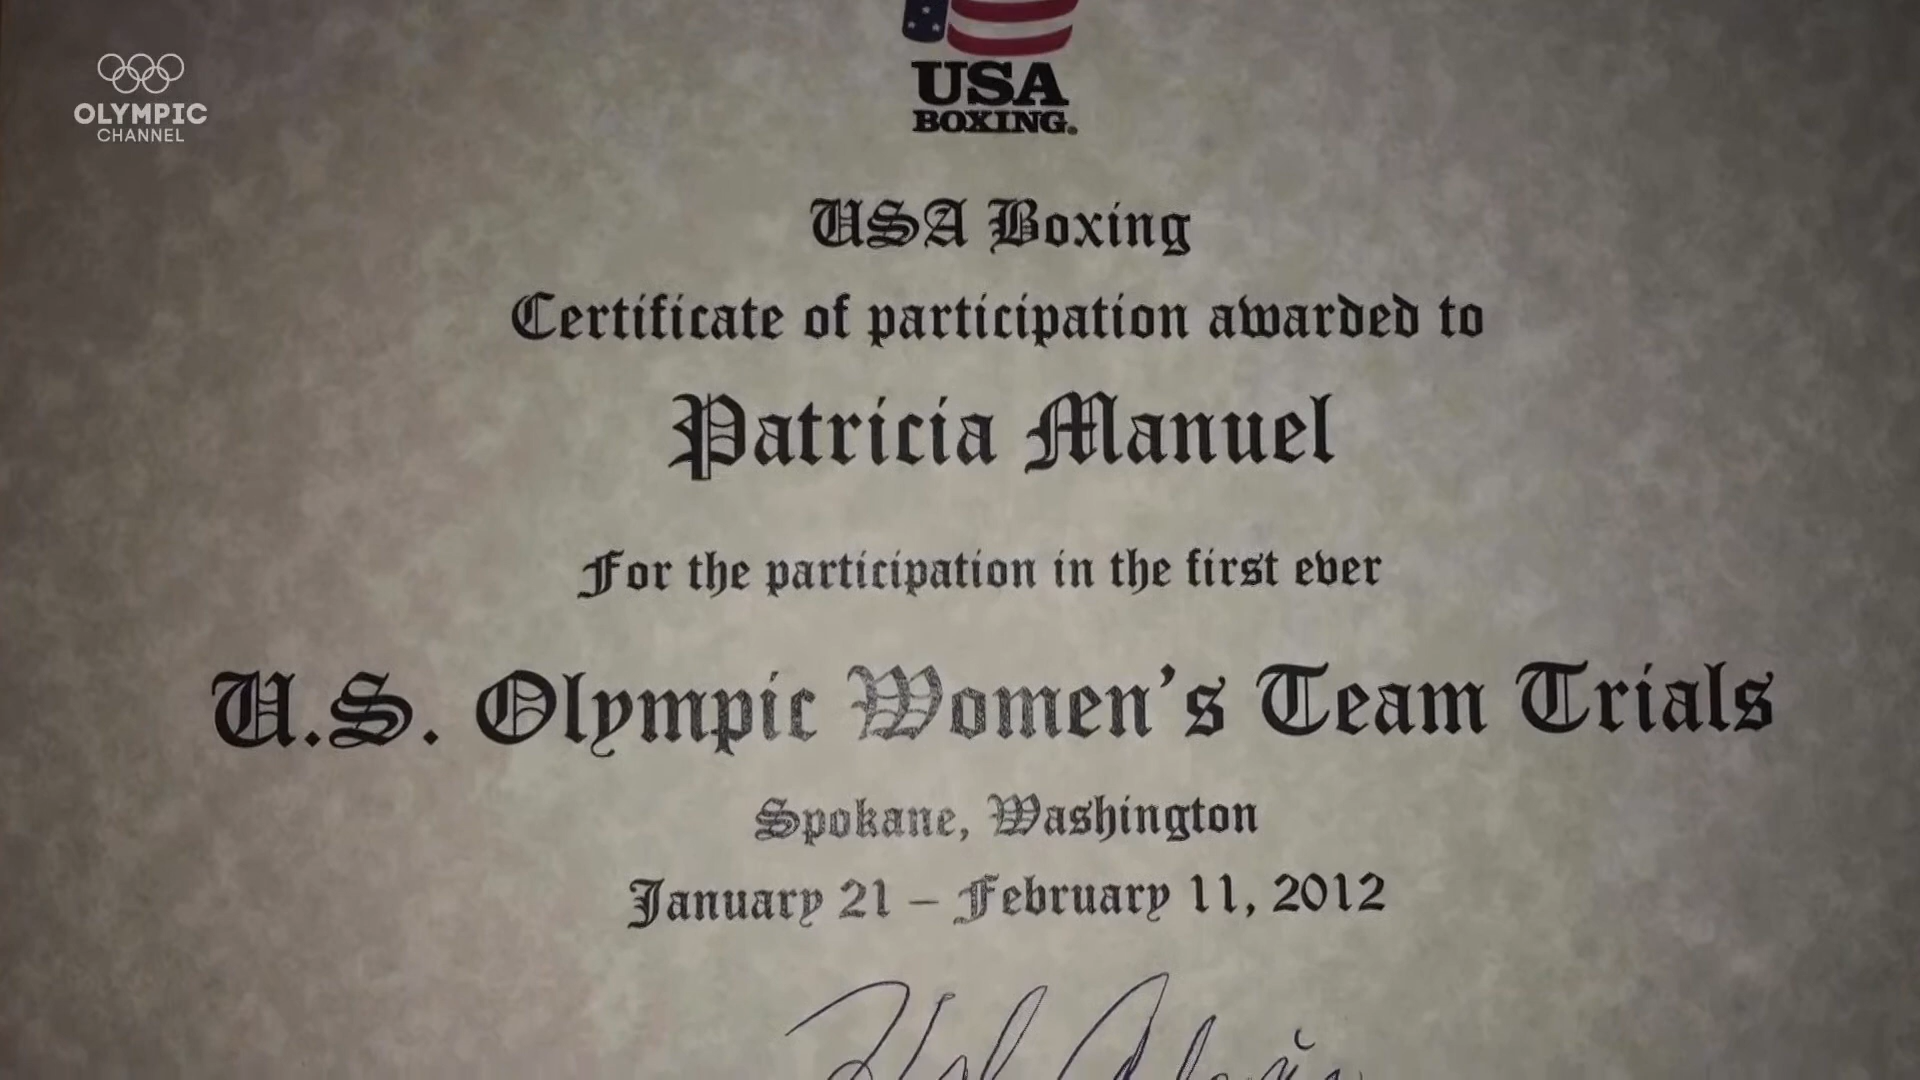 OLYMPIC
CHANNEL
USA
BOXING®
USA Boxing
Certificate of participation awarded to
Patricia Manuel
For the participation in the first ever
U.S. Olympic Women's Team Trials
Spokane, Washington
January 21 – February 11, 2012